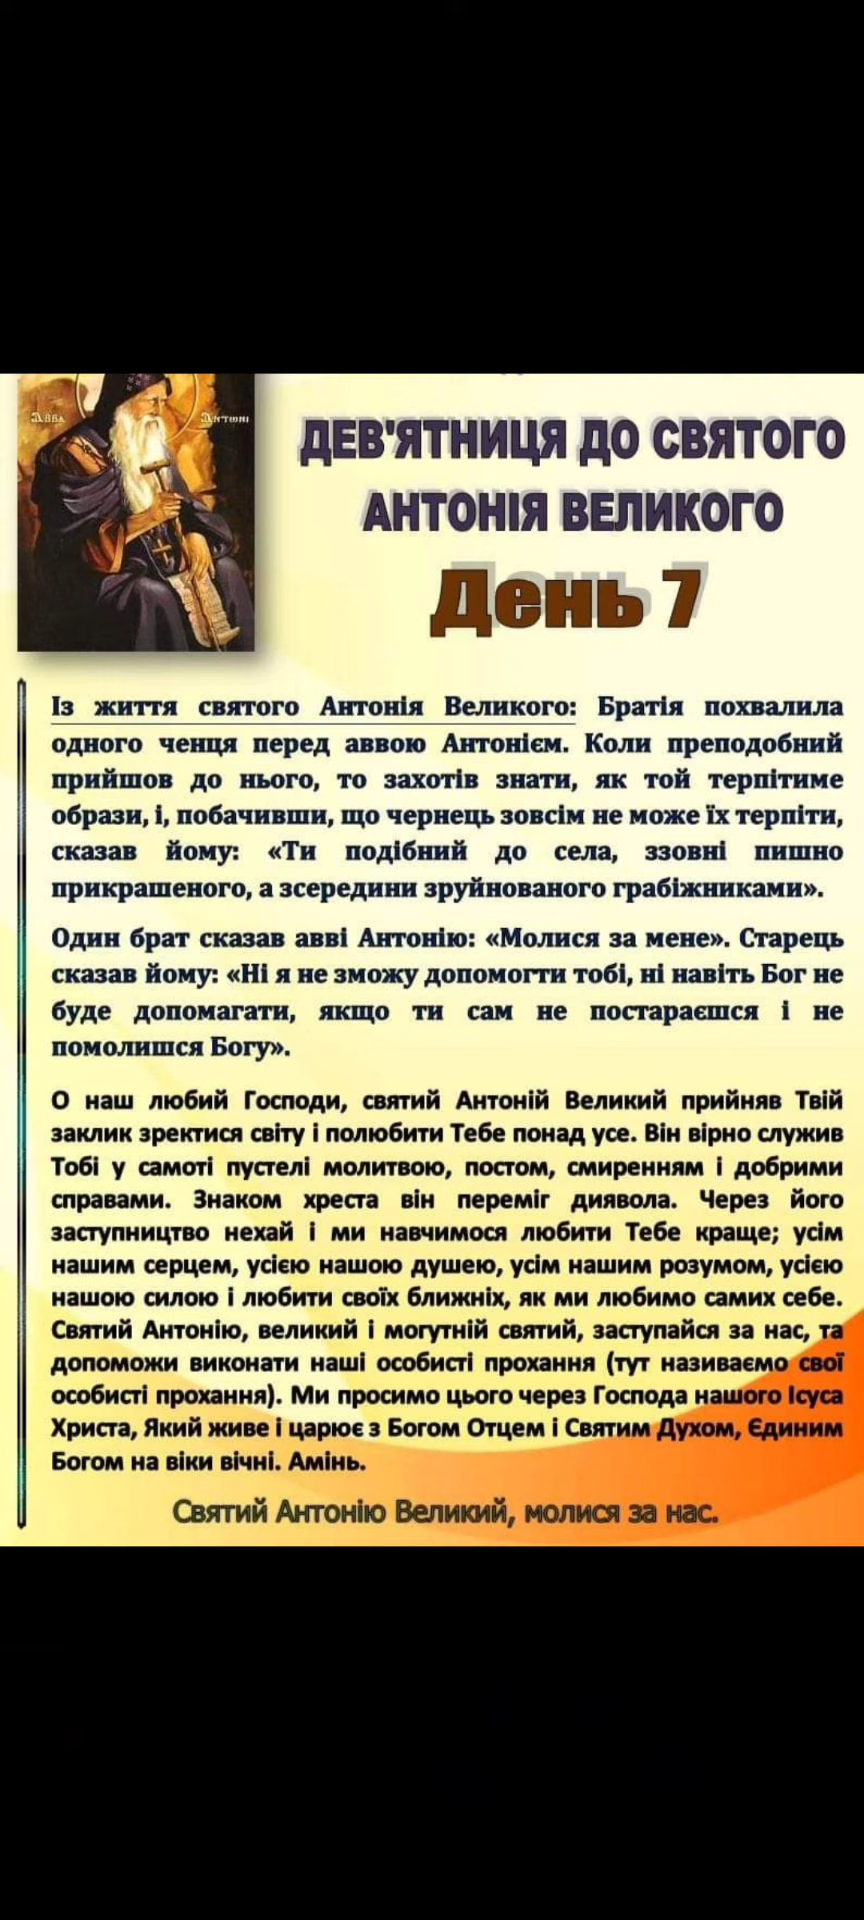 АВВА
АНТѠНІ
ДЕВ'ЯТНИЦЯ ДО СВЯТОГО
АНТОНІЯ ВЕЛИКОГО
День 7
Із життя святого Антонія Великого: Братія похвалила
одного ченця перед аввою Антонієм. Коли преподобний
прийшов до нього, то захотів знати, як той терпітиме
образи, і, побачивши, що чернець зовсім не може їх терпіти,
сказав йому: «Ти подібний до села, ззовні пишно
прикрашеного, а зсередини зруйнованого грабіжниками».
Один брат сказав авві Антонію: «Молися за мене». Старець
сказав йому: «Ні я не зможу допомогти тобі, ні навіть Бог не
буде допомагати, якщо ти сам не постараєшся і не
помолишся Богу».
О наш любий Господи, святий Антоній Великий прийняв Твій
заклик зректися світу і полюбити Тебе понад усе. Він вірно служив
Тобі у самоті пустелі молитвою, постом, смиренням і добрими
справами. Знаком хреста він переміг диявола. Через його
заступництво нехай і ми навчимося любити Тебе краще; усім
нашим серцем, усією нашою душею, усім нашим розумом, усією
нашою силою і любити своїх ближніх, як ми любимо самих себе.
Святий Антонію, великий і могутній святий, заступайся за нас, та
допоможи виконати наші особисті прохання (тут називаємо свої
особисті прохання). Ми просимо цього через Господа нашого Ісуса
Христа, Який живе і царює з Богом Отцем і Святим Духом, Єдиним
Богом на віки вічні. Амінь.
Святий Антонію Великий, молися за нас.